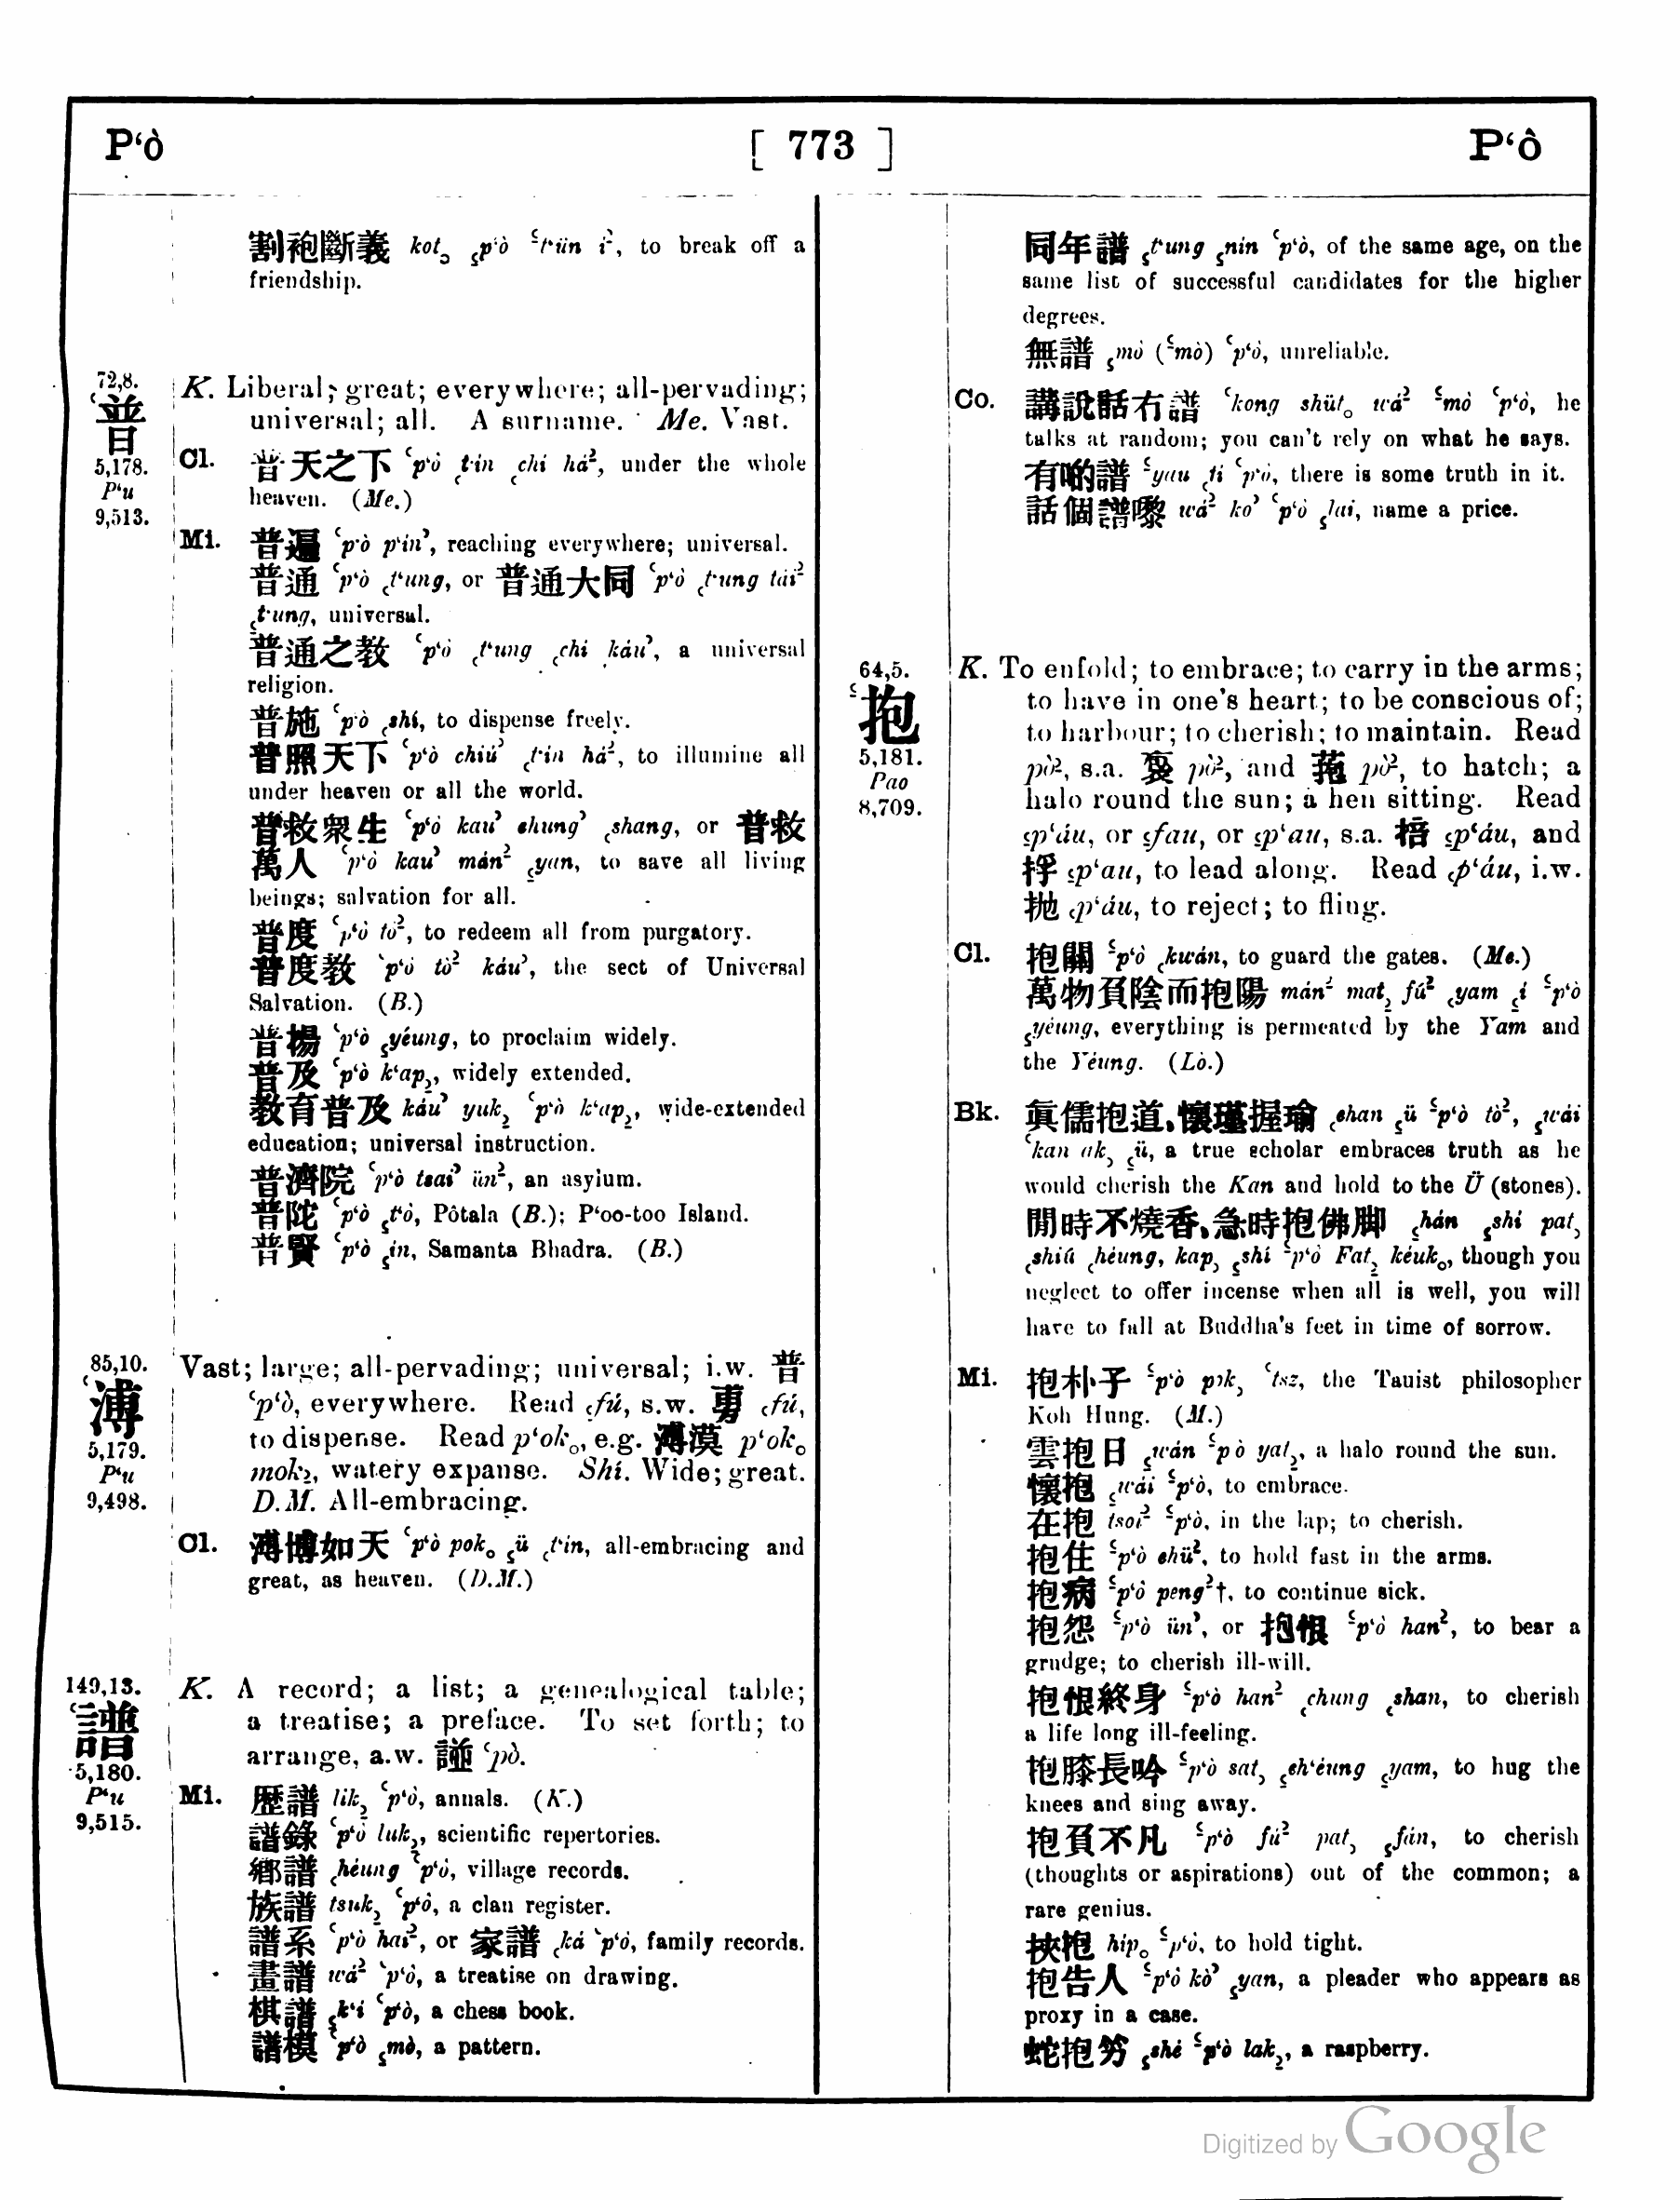 P‘ò [ 773 ] P‘ô
割袍斷義 kot꜆ ꜁p‘ò ꜄t‘ün í², to break off a
friendship.
72,8.
普
5,178.
P‘u
9,513.
K. Liberal; great; everywhere; all-pervading;
universal; all. A surname. Me. Vast.
Cl. 普天之下 ꜂p‘ò ꜀t‘in ꜀chí há², under the whole
heaven. (Me.)
Mi. 普遍 ꜂p‘ò p‘in꜄, reaching everywhere; universal.
普通 ꜂p‘ò ꜀t‘ung, or 普通大同 ꜂p‘ò ꜀t‘ung tái²
꜁t‘ung, universal.
普通之教 ꜂p‘ò ꜀t‘ung ꜀chí káu꜄, a universal
religion.
普施 ꜂p‘ò ꜀shí, to dispense freely.
普照天下 ꜂p‘ò chiú꜄ ꜀t‘in há², to illumine all
under heaven or all the world.
普救衆生 ꜂p‘ò kau꜄ chung꜄ ꜀shang, or 普救
萬人 ꜂p‘ò kau꜄ mán² ꜁yan, to save all living
beings; salvation for all.
普度 ꜂p‘ò tò², to redeem all from purgatory.
普度教 ꜂p‘ò tò² káu꜄, the sect of Universal
Salvation. (B.)
普揚 ꜂p‘ò ꜁yéung, to proclaim widely.
普及 ꜂p‘ò k‘ap꜇, widely extended.
教育普及 káu꜄ yuk꜇ ꜂p‘ò k‘ap꜇, wide-extended
education; universal instruction.
普濟院 ꜂p‘ò tsai꜄ ün², an asylum.
普陀 ꜂p‘ò ꜁t‘ò, Pôtala (B.); P‘oo-too Island.
普賢 ꜂p‘ò ꜁in, Samanta Bhadra. (B.)
85,10.
溥
5,179.
P‘u
9,498.
Vast; large; all-pervading; universal; i.w. 普
꜂p‘ò, everywhere. Read ꜀fú, s.w. 旉 ꜀fú,
to dispense. Read p‘okₒ, e.g. 溥漠 p‘okₒ
mok꜇, watery expanse. Shí. Wide; great.
D.M. All-embracing.
Cl. 溥博如天 ꜂p‘ò pokₒ ꜁ü ꜀t‘in, all-embracing and
great, as heaven. (D.M.)
149,13.
譜
5,180.
P‘u
9,515.
K. A record; a list; a genealogical table;
a treatise; a preface. To set forth; to
arrange, a.w. 諩 ꜂pò.
Mi. 歷譜 lik꜇ ꜂p‘ò, annals. (K.)
譜錄 ꜂p‘ò luk꜇, scientific repertories.
鄉譜 ꜀héung ꜂p‘ò, village records.
族譜 tsuk꜇ ꜂p‘ò, a clan register.
譜系 ꜂p‘ò hai², or 家譜 ꜀ká ꜂p‘ò, family records.
畫譜 wá² ꜂p‘ò, a treatise on drawing.
棋譜 ꜁k‘i ꜂p‘ò, a chess book.
譜模 ꜂p‘ò ꜁mò, a pattern.
同年譜 ꜁t‘ung ꜁nin ꜂p‘ò, of the same age, on the
same list of successful candidates for the higher
degrees.
無譜 ꜁mò (꜃mò) ꜂p‘ò, unreliable.
Co. 講說話冇譜 ꜂kong shütₒ wá² ꜃mò ꜂p‘ò, he
talks at random; you can't rely on what he says.
有啲譜 ꜃yau ꜀ti ꜂p‘ò, there is some truth in it.
話個譜嚟 wá² ko꜄ ꜂p‘ò ꜁lai, name a price.
64,5.
抱
5,181.
Pao
8,709.
K. To enfold; to embrace; to carry in the arms;
to have in one's heart; to be conscious of;
to harbour; to cherish; to maintain. Read
pò², s.a. 裒 pò², and 菢 pò², to hatch; a
halo round the sun; a hen sitting. Read
꜁p‘áu, or ꜁fau, or ꜁p‘au, s.a. 掊 ꜁p‘áu, and
捊 ꜁p‘au, to lead along. Read ꜀p‘áu, i.w.
抛 ꜀p‘áu, to reject; to fling.
Cl. 抱關 ꜃p‘ò ꜀kwán, to guard the gates. (Me.)
萬物負陰而抱陽 mán² mat꜇ fú² ꜀yam ꜁í ꜃p‘ò
꜁yéung, everything is permeated by the Yam and
the Yéung. (Lò.)
Bk. 眞儒抱道、懷瑾握瑜 ꜀chan ꜁ü ꜃p‘ò tò², ꜁wái
꜂kan ak꜆ ꜁ü, a true scholar embraces truth as he
would cherish the Kan and hold to the Ü (stones).
閒時不燒香、急時抱佛脚 ꜁hán ꜁shí pat꜆
꜀shiú ꜀héung, kap꜆ ꜁shí ꜃p‘ò Fat꜇ kéukₒ, though you
neglect to offer incense when all is well, you will
have to fall at Buddha's feet in time of sorrow.
Mi. 抱朴子 ꜃p‘ò pok꜆ ꜂tsz, the Tauist philosopher
Koh Hung. (M.)
雲抱日 ꜁wán ꜃pò yat꜇, a halo round the sun.
懷抱 ꜁wái ꜃p‘ò, to embrace.
在抱 tsoi² ꜃p‘ò, in the lap; to cherish.
抱住 ꜃p‘ò chü², to hold fast in the arms.
抱病 ꜃p‘ò peng²†, to continue sick.
抱怨 ꜃p‘ò ün꜄, or 抱恨 ꜃p‘ò han², to bear a
grudge; to cherish ill-will.
抱恨終身 ꜃p‘ò han² ꜀chung ꜀shan, to cherish
a life long ill-feeling.
抱膝長吟 ꜃p‘ò sat꜆ ꜁ch‘éung ꜁yam, to hug the
knees and sing away.
抱負不凡 ꜃p‘ò fú² pat꜆ ꜁fán, to cherish
(thoughts or aspirations) out of the common; a
rare genius.
挾抱 hípₒ ꜃p‘ò, to hold tight.
抱告人 ꜃p‘ò kò꜄ ꜁yan, a pleader who appears as
proxy in a case.
蛇抱竻 ꜁shé ꜃p‘ò lak꜇, a raspberry.
Digitized by Google